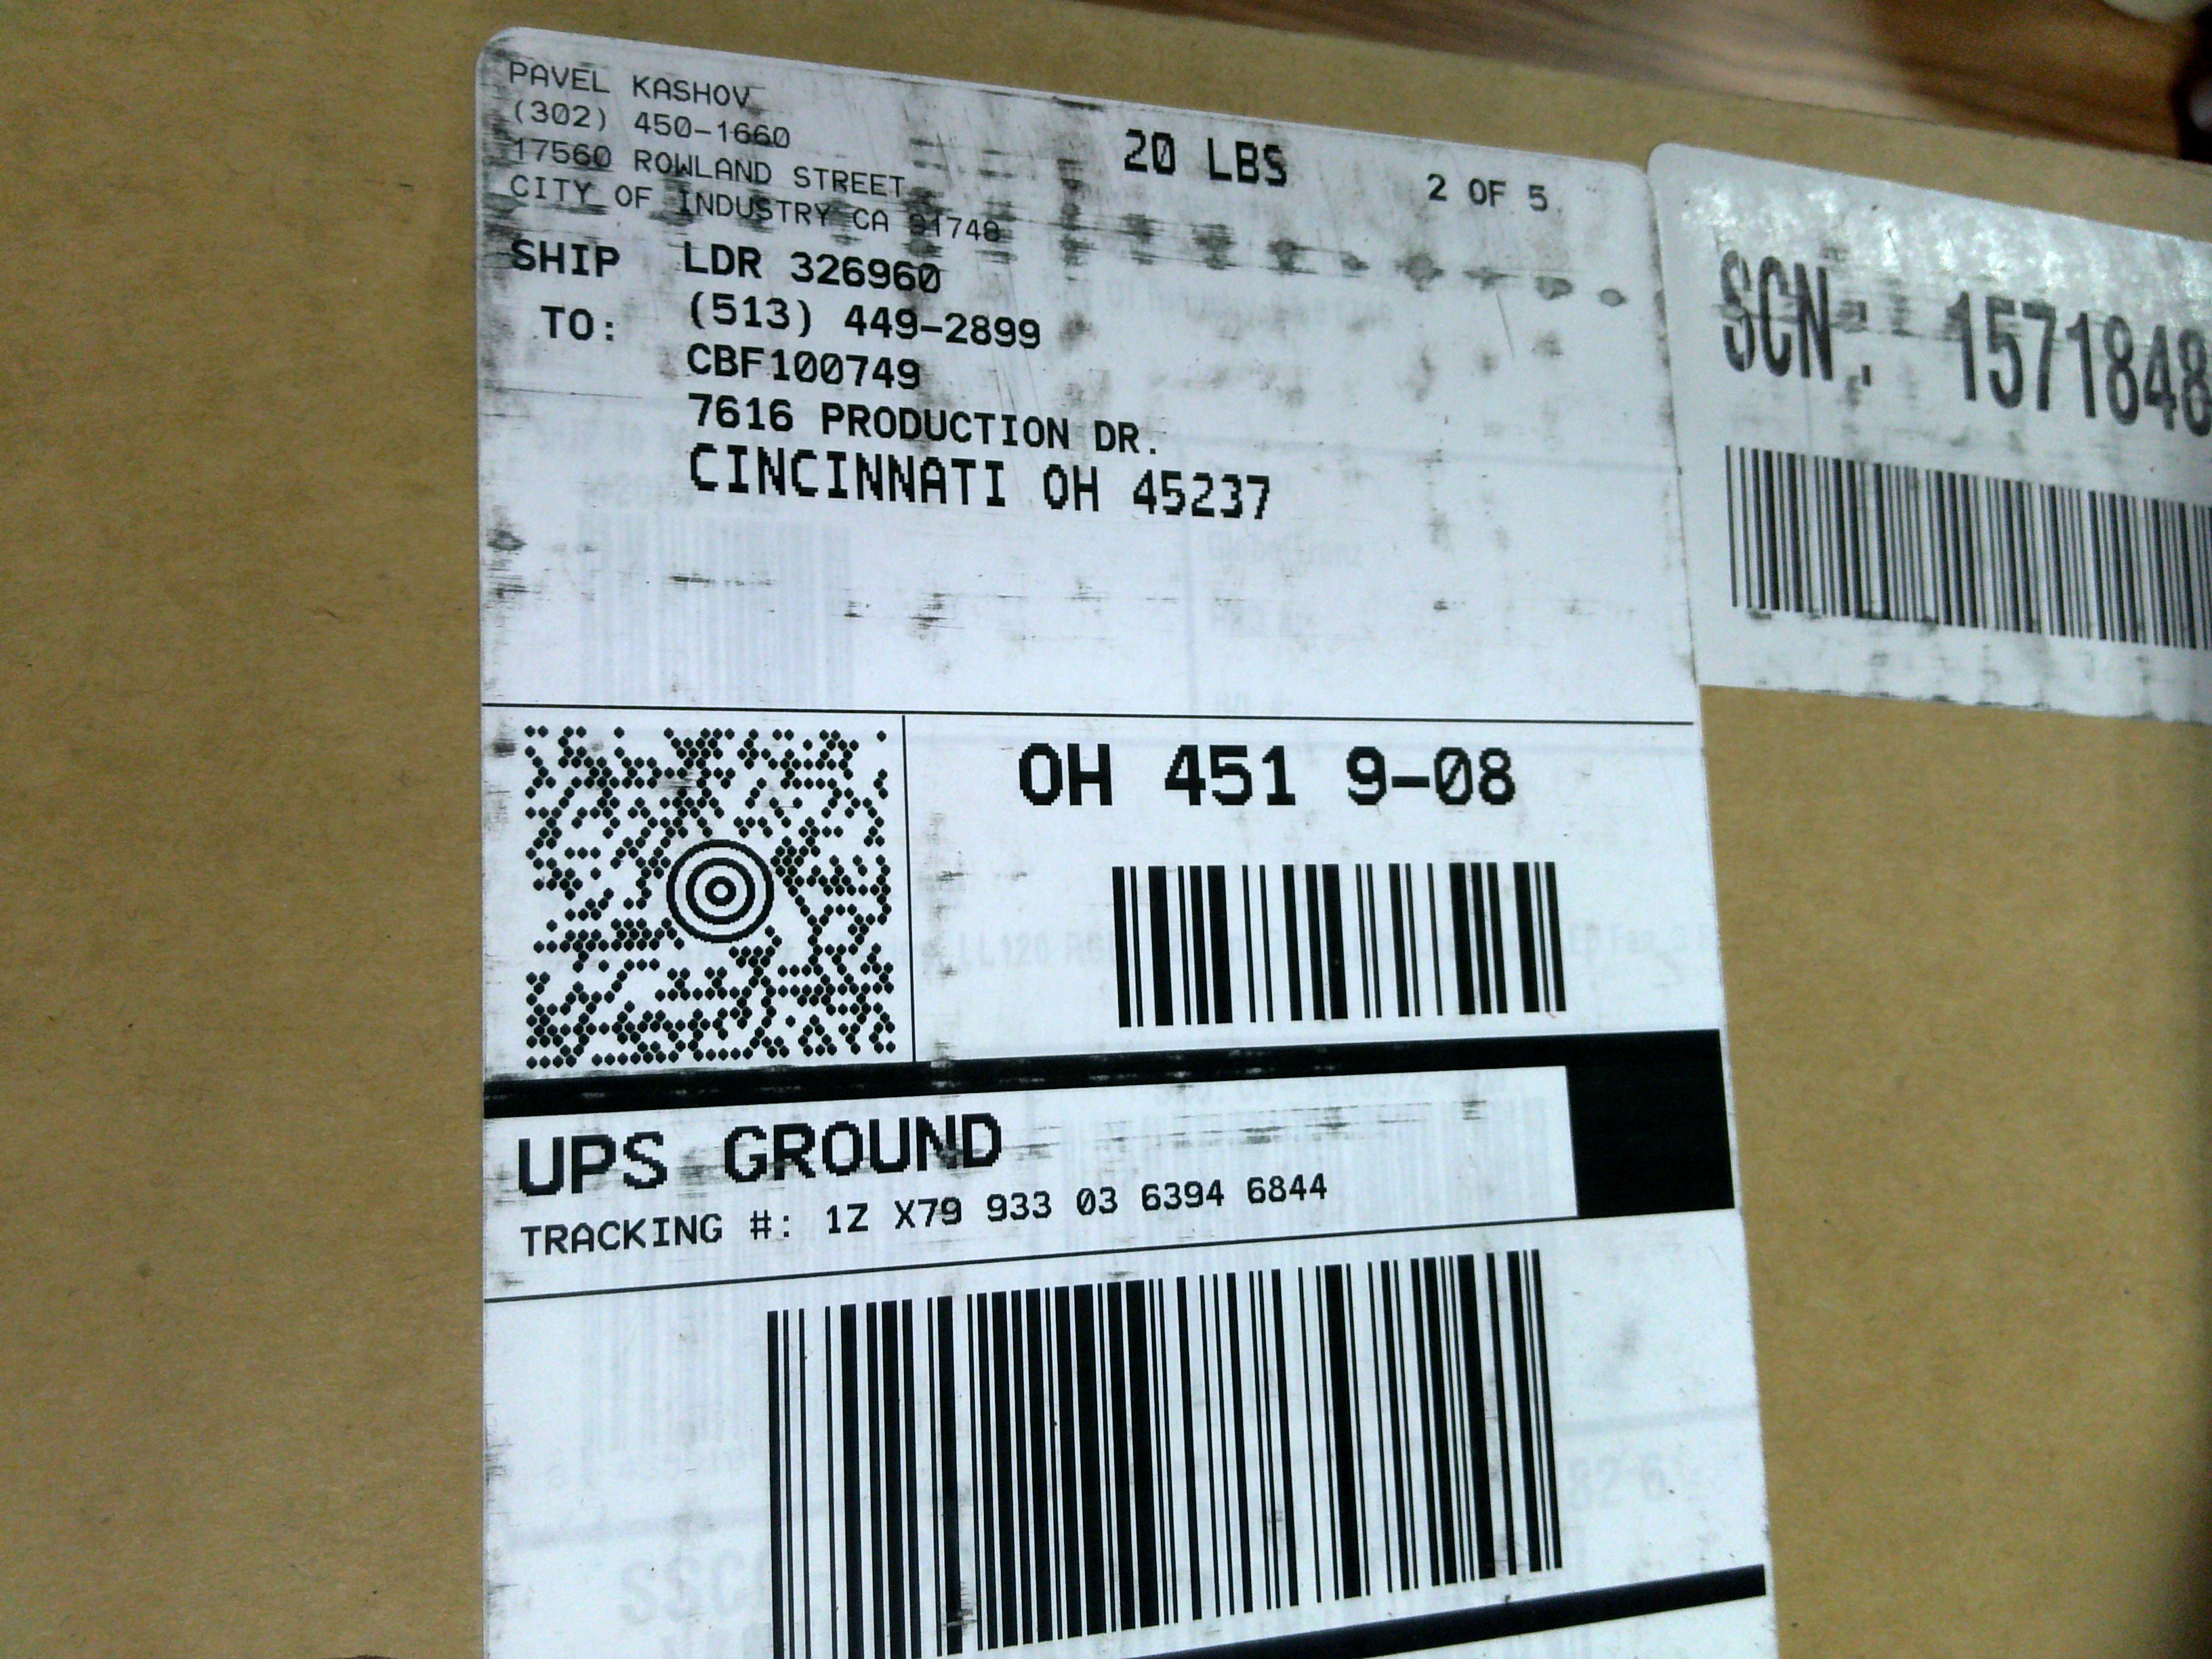 PAVEL KASHOV
(302) 450-1660
17560 ROWLAND STREET
CITY OF INDUSTRY CA 91748
20 LBS
2 OF 5
SHIP TO:
LDR 326960
(513) 449-2899
CBF100749
7616 PRODUCTION DR.
CINCINNATI OH 45237
SCN: 1571848
OH 451 9-08
UPS GROUND
TRACKING #: 1Z X79 933 03 6394 6844